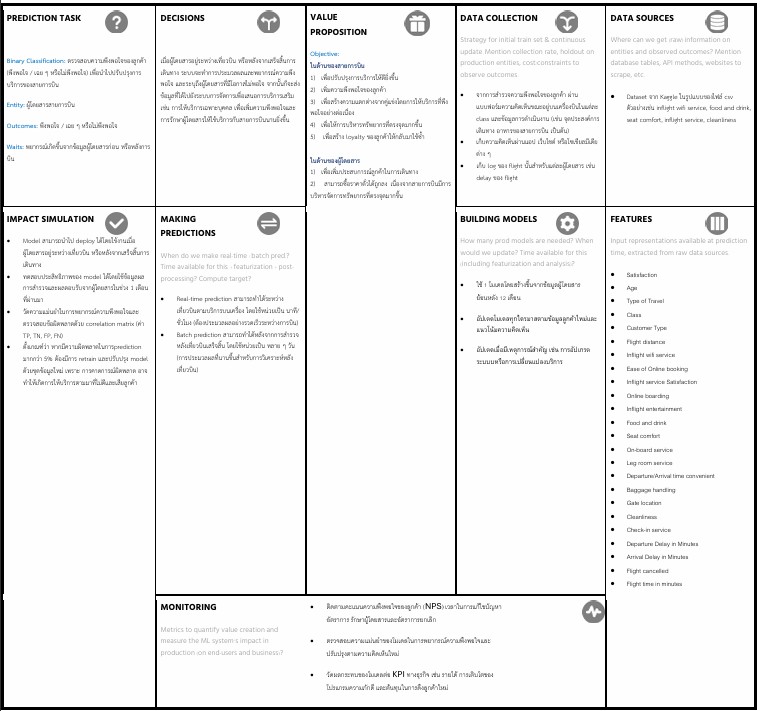 PREDICTION TASK
Binary Classification: ตรวจสอบความพึงพอใจของลูกค้า
(พึงพอใจ / เฉย ๆ หรือไม่พึงพอใจ) เพื่อนำไปปรับปรุงการ
บริการของสายการบิน
Entity: ผู้โดยสารสายการบิน
Outcomes: พึงพอใจ / เฉย ๆ หรือไม่พึงพอใจ
Waits: พยากรณ์เกิดขึ้นจากข้อมูลผู้โดยสารก่อน หรือหลังการ
บิน
DECISIONS
เมื่อผู้โดยสารอยู่ระหว่างเที่ยวบิน หรือหลังจากเสร็จสิ้นการ
เดินทาง ระบบจะทำการประมวลผลและพยากรณ์ความพึง
พอใจ และระบุถึงผู้โดยสารที่มีโอกาสที่ไม่พอใจ จากนั้นก็จะส่ง
ข้อมูลที่ได้ไปยังระบบการจัดการเพื่อเสนอการบริการเสริม
เช่น การให้บริการเฉพาะบุคคล เพื่อเพิ่มความพึงพอใจและ
การรักษาผู้โดยสารให้ใช้บริการกับสายการบินนานยิ่งขึ้น
VALUE
PROPOSITION
Objective:
ในด้านของสายการบิน
1) เพื่อปรับปรุงการบริการให้ดียิ่งขึ้น
2) เพิ่มความพึงพอใจของลูกค้า
3) เพื่อสร้างความแตกต่างจากคู่แข่งโดยการให้บริการที่พึง
พอใจอย่างต่อเนื่อง
4) เพื่อให้การบริหารทรัพยากรที่ตรงจุดมากขึ้น
5) เพื่อสร้าง loyalty ของลูกค้าให้กลับมาใช้ซ้ำ
ในด้านของผู้โดยสาร
1) เพื่อเพิ่มประสบการณ์ลูกค้าในการเดินทาง
2) สามารถซื้อราคาตั๋วได้ถูกลง เนื่องจากสายการบินมีการ
บริหารจัดการทรัพยากรที่ตรงจุดมากขึ้น
DATA COLLECTION
Strategy for initial train set & continuous
update. Mention collection rate, holdout on
production entities, cost/constraints to
observe outcomes
จากการสำรวจความพึงพอใจของลูกค้า ผ่าน
แบบฟอร์มความคิดเห็นขณะอยู่บนเครื่องบินในแต่ละ
class และข้อมูลการดำเนินงาน (เช่น จุดประสงค์การ
เดินทาง อาหารของสายการบิน เป็นต้น)
เก็บความคิดเห็นผ่านแอป เว็บไซต์ หรือโซเชียลมีเดีย
ต่าง ๆ
เก็บ log ของ flight นั้นสำหรับแต่ละผู้โดยสาร เช่น
delay ของ flight
DATA SOURCES
Where can we get (raw) information on
entities and observed outcomes? Mention
database tables, API methods, websites to
scrape, etc.
Dataset จาก Kaggle ในรูปแบบของไฟล์ csv
ตัวอย่างเช่น inflight wifi service, food and drink,
seat comfort, inflight service, cleanliness
IMPACT SIMULATION
Model สามารถนำไป deploy ได้โดยใช้งานเมื่อ
ผู้โดยสารอยู่ระหว่างเที่ยวบิน หรือหลังจากเสร็จสิ้นการ
เดินทาง
ทดสอบประสิทธิภาพของ model ได้โดยใช้ข้อมูลผล
การสำรวจและผลตอบรับจากผู้โดยสารในช่วง 1 เดือน
ที่ผ่านมา
วัดความแม่นยำในการพยากรณ์ความพึงพอใจและ
ตรวจสอบข้อผิดพลาดด้วย correlation matrix (ค่า
TP, TN, FP, FN)
ตั้งเกณฑ์ว่า หากมีความผิดพลาดในการprediction
มากกว่า 5% ต้องมีการ retrain และปรับปรุง model
ด้วยชุดข้อมูลใหม่ เพราะ การคาดการณ์ผิดพลาด อาจ
ทำให้เกิดการให้บริการตามมาที่ไม่ดีและเสียลูกค้า
MAKING
PREDICTIONS
When do we make real-time / batch pred?
Time available for this + featurization + post-
processing? Compute target?
Real-time prediction สามารถทำได้ระหว่าง
เที่ยวบินตามบริการบนเครื่อง โดยใช้หน่วยเป็น นาที/
ชั่วโมง (ต้องประมวลผลอย่างรวดเร็วระหว่างการบิน)
Batch prediction สามารถทำได้หลังจากการสำรวจ
หลังเที่ยวบินเสร็จสิ้น โดยใช้หน่วยเป็น หลาย ๆ วัน
(การประมวลผลที่นานขึ้นสำหรับการวิเคราะห์หลัง
เที่ยวบิน)
BUILDING MODELS
How many prod models are needed? When
would we update? Time available for this
(including featurization and analysis)?
ใช้ 1 โมเดลโดยสร้างขึ้นจากข้อมูลผู้โดยสาร
ย้อนหลัง 12 เดือน
อัปเดตโมเดลทุกไตรมาสตามข้อมูลลูกค้าใหม่และ
แนวโน้มความคิดเห็น
อัปเดตเมื่อมีเหตุการณ์สำคัญ เช่น การอัปเกรด
ระบบหรือการเปลี่ยนแปลงบริการ
FEATURES
Input representations available at prediction
time, extracted from raw data sources
Satisfaction
Age
Type of Travel
Class
Customer Type
Flight distance
Inflight wifi service
Ease of Online booking
Inflight service Satisfaction
Online boarding
Inflight entertainment
Food and drink
Seat comfort
On-board service
Leg room service
Departure/Arrival time convenient
Baggage handling
Gate location
Cleanliness
Check-in service
Departure Delay in Minutes
Arrival Delay in Minutes
Flight cancelled
Flight time in minutes
MONITORING
Metrics to quantify value creation and
measure the ML system's impact in
production (on end-users and business)?
ติดตามคะแนนความพึงพอใจของลูกค้า (NPS) เวลาในการแก้ไขปัญหา
อัตราการ รักษาผู้โดยสารและอัตราการยกเลิก
ตรวจสอบความแม่นยำของโมเดลในการพยากรณ์ความพึงพอใจและ
ปรับปรุงตามความคิดเห็นใหม่
วัดผลกระทบของโมเดลต่อ KPI ทางธุรกิจ เช่น รายได้ การเติบโตของ
โปรแกรมความภักดี และต้นทุนในการดึงลูกค้าใหม่